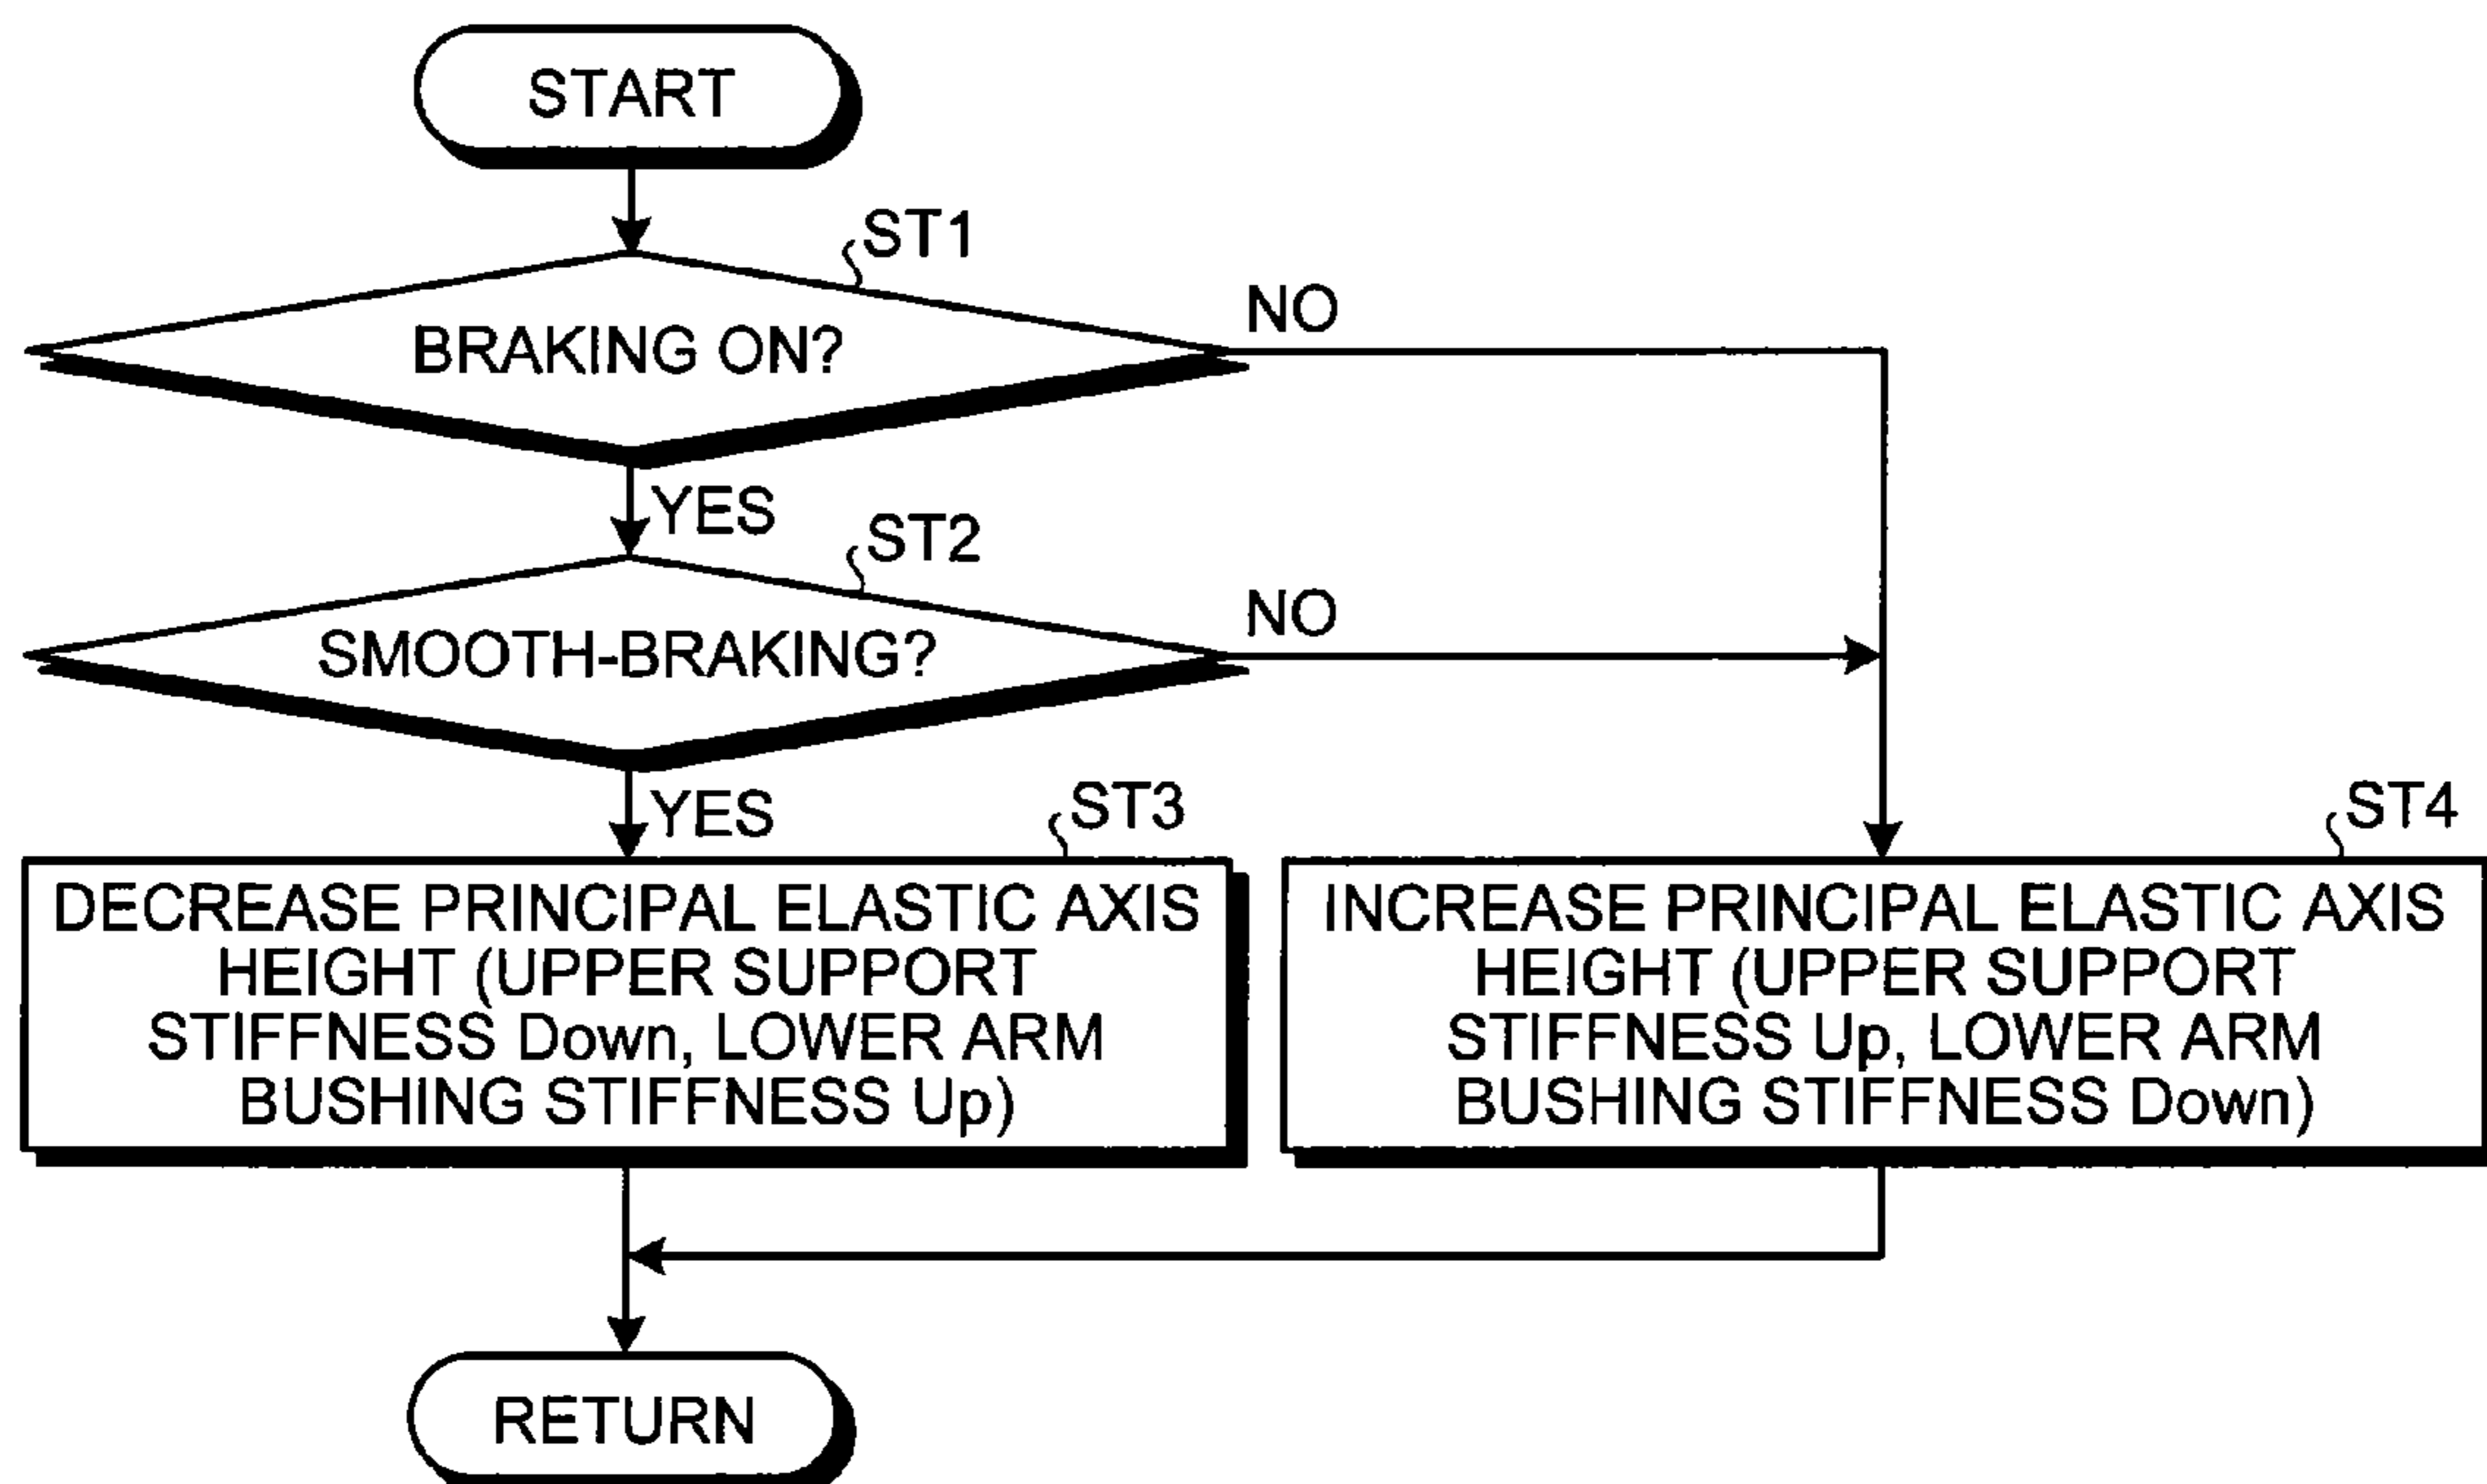 START
ST1
BRAKING ON?
NO
YES
ST2
SMOOTH-BRAKING?
NO
YES
ST3
DECREASE PRINCIPAL ELASTIC AXIS
HEIGHT (UPPER SUPPORT
STIFFNESS Down, LOWER ARM
BUSHING STIFFNESS Up)
ST4
INCREASE PRINCIPAL ELASTIC AXIS
HEIGHT (UPPER SUPPORT
STIFFNESS Up, LOWER ARM
BUSHING STIFFNESS Down)
RETURN